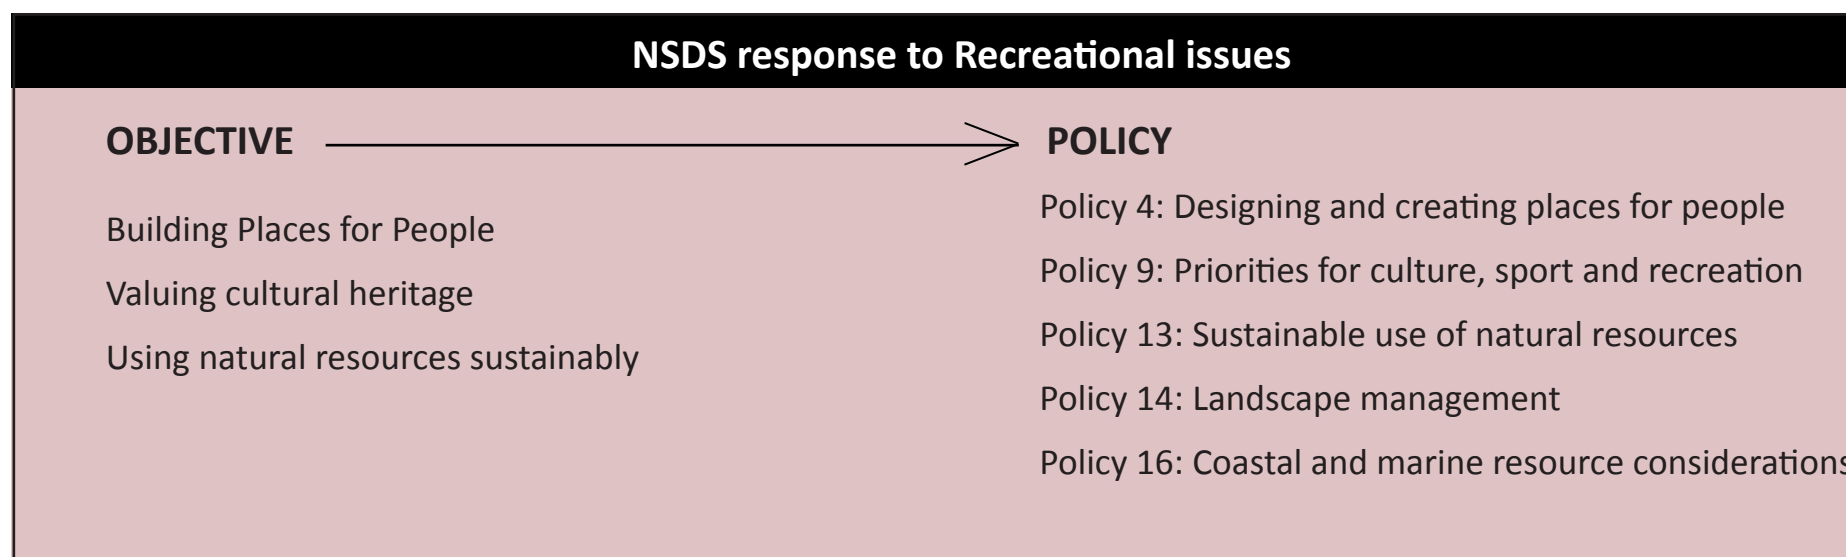 NSDS response to Recreational issues
OBJECTIVE
Building Places for People
Valuing cultural heritage
Using natural resources sustainably
POLICY
Policy 4: Designing and creating places for people
Policy 9: Priorities for culture, sport and recreation
Policy 13: Sustainable use of natural resources
Policy 14: Landscape management
Policy 16: Coastal and marine resource considerations